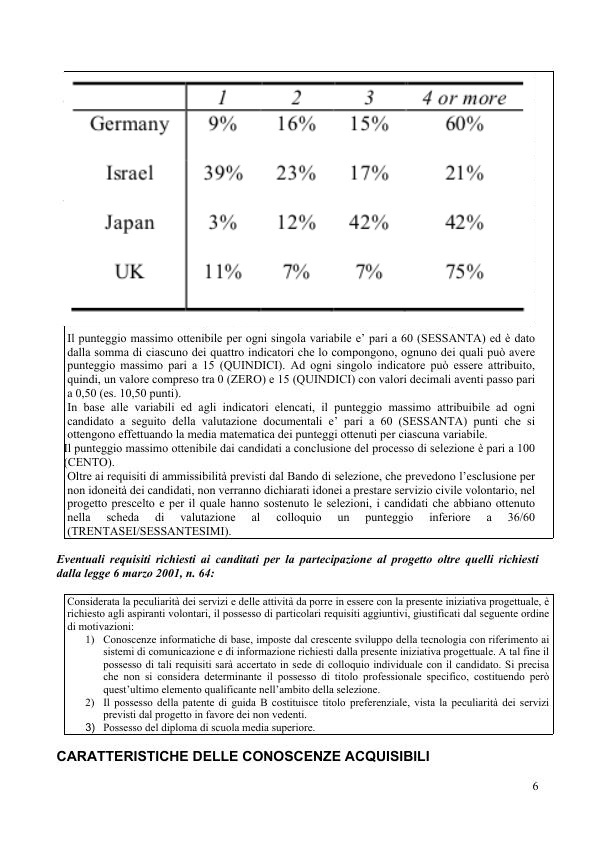 1 2 3 4 or more
Germany 9% 16% 15% 60%
Israel 39% 23% 17% 21%
Japan 3% 12% 42% 42%
UK 11% 7% 7% 75%
Il punteggio massimo ottenibile per ogni singola variabile e’ pari a 60 (SESSANTA) ed è dato
dalla somma di ciascuno dei quattro indicatori che lo compongono, ognuno dei quali può avere
punteggio massimo pari a 15 (QUINDICI). Ad ogni singolo indicatore può essere attribuito,
quindi, un valore compreso tra 0 (ZERO) e 15 (QUINDICI) con valori decimali aventi passo pari
a 0,50 (es. 10,50 punti).
In base alle variabili ed agli indicatori elencati, il punteggio massimo attribuibile ad ogni
candidato a seguito della valutazione documentali e’ pari a 60 (SESSANTA) punti che si
ottengono effettuando la media matematica dei punteggi ottenuti per ciascuna variabile.
Il punteggio massimo ottenibile dai candidati a conclusione del processo di selezione è pari a 100
(CENTO).
Oltre ai requisiti di ammissibilità previsti dal Bando di selezione, che prevedono l’esclusione per
non idoneità dei candidati, non verranno dichiarati idonei a prestare servizio civile volontario, nel
progetto prescelto e per il quale hanno sostenuto le selezioni, i candidati che abbiano ottenuto
nella scheda di valutazione al colloquio un punteggio inferiore a 36/60
(TRENTASEI/SESSANTESIMI).
Eventuali requisiti richiesti ai canditati per la partecipazione al progetto oltre quelli richiesti
dalla legge 6 marzo 2001, n. 64:
Considerata la peculiarità dei servizi e delle attività da porre in essere con la presente iniziativa progettuale, è
richiesto agli aspiranti volontari, il possesso di particolari requisiti aggiuntivi, giustificati dal seguente ordine
di motivazioni:
1) Conoscenze informatiche di base, imposte dal crescente sviluppo della tecnologia con riferimento ai
sistemi di comunicazione e di informazione richiesti dalla presente iniziativa progettuale. A tal fine il
possesso di tali requisiti sarà accertato in sede di colloquio individuale con il candidato. Si precisa
che non si considera determinante il possesso di titolo professionale specifico, costituendo però
quest’ultimo elemento qualificante nell’ambito della selezione.
2) Il possesso della patente di guida B costituisce titolo preferenziale, vista la peculiarità dei servizi
previsti dal progetto in favore dei non vedenti.
3) Possesso del diploma di scuola media superiore.
CARATTERISTICHE DELLE CONOSCENZE ACQUISIBILI
6